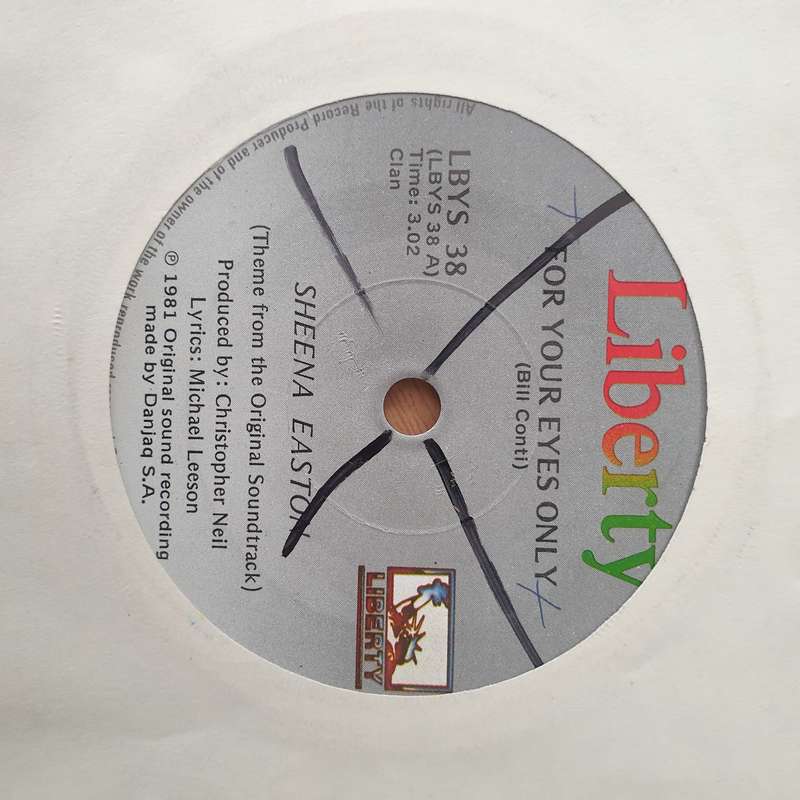 Liberty
FOR YOUR EYES ONLY
(Bill Conti)
LBYS 38
(LBYS 38 A)
Time: 3.02
Clan
LIBERTY
SHEENA EASTON
(Theme from the Original Soundtrack)
Produced by: Christopher Neil
Lyrics: Michael Leeson
℗ 1981 Original sound recording
made by Danjaq S.A.
All rights of the Record Producer and of the owner of the work reproduced